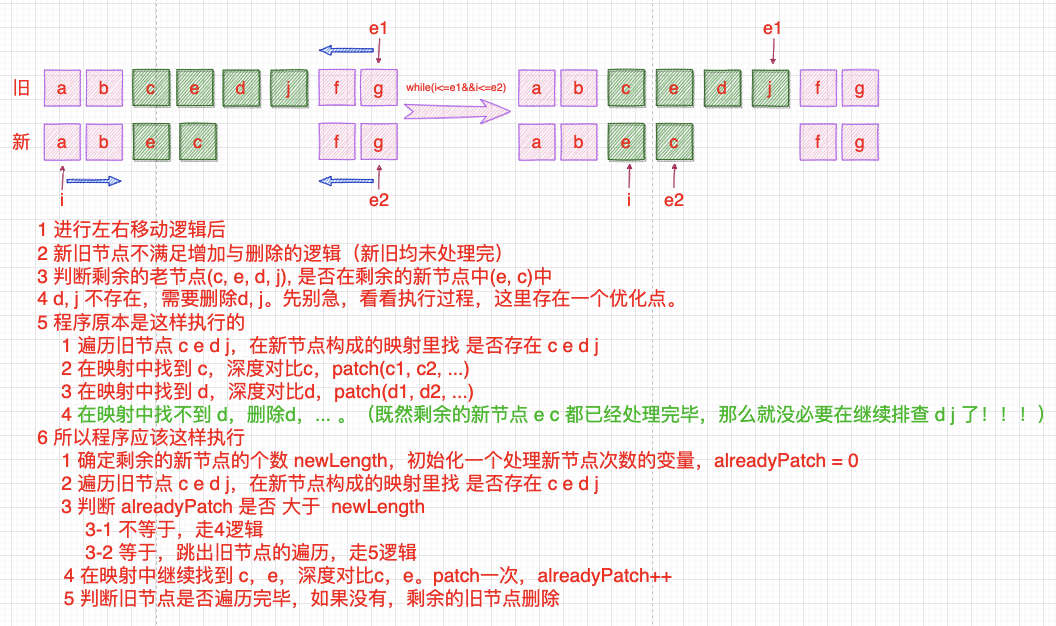 e1 e1
旧 a b c e d j f g while(i<=e1&&i<=e2) a b c e d j f g
新 a b e c f g a b e c f g
i e2 i e2
1 进行左右移动逻辑后
2 新旧节点不满足增加与删除的逻辑（新旧均未处理完）
3 判断剩余的老节点(c, e, d, j), 是否在剩余的新节点中(e, c)中
4 d, j 不存在，需要删除d, j。先别急，看看执行过程，这里存在一个优化点。
5 程序原本是这样执行的
1 遍历旧节点 c e d j，在新节点构成的映射里找 是否存在 c e d j
2 在映射中找到 c，深度对比c，patch(c1, c2, ...)
3 在映射中找到 d，深度对比d，patch(d1, d2, ...)
4 在映射中找不到 d，删除d，... 。（既然剩余的新节点 e c 都已经处理完毕，那么就没必要在继续排查 d j 了！！！）
6 所以程序应该这样执行
1 确定剩余的新节点的个数 newLength，初始化一个处理新节点次数的变量，alreadyPatch = 0
2 遍历旧节点 c e d j，在新节点构成的映射里找 是否存在 c e d j
3 判断 alreadyPatch 是否 大于 newLength
3-1 不等于，走4逻辑
3-2 等于，跳出旧节点的遍历，走5逻辑
4 在映射中继续找到 c，e，深度对比c，e。patch一次，alreadyPatch++
5 判断旧节点是否遍历完毕，如果没有，剩余的旧节点删除